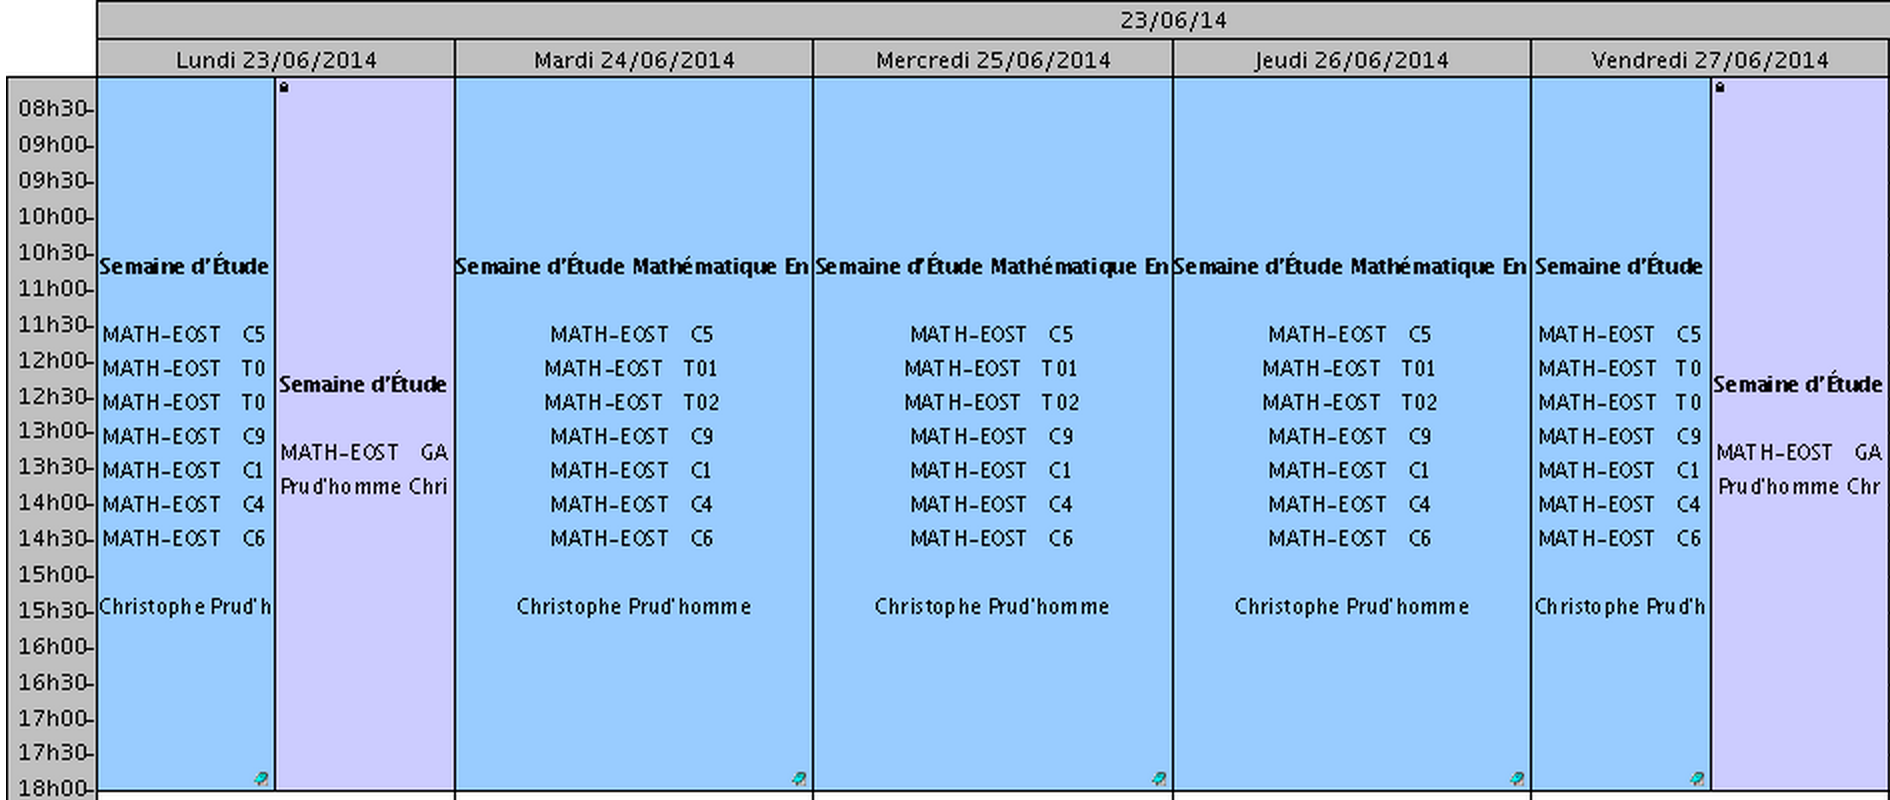 23/06/14
Lundi 23/06/2014
Mardi 24/06/2014
Mercredi 25/06/2014
Jeudi 26/06/2014
Vendredi 27/06/2014
08h30
09h00
09h30
10h00
10h30
11h00
11h30
12h00
12h30
13h00
13h30
14h00
14h30
15h00
15h30
16h00
16h30
17h00
17h30
18h00
Semaine d'Étude
MATH-EOST C5
MATH-EOST T0
MATH-EOST T0
MATH-EOST C9
MATH-EOST C1
MATH-EOST C4
MATH-EOST C6
Christophe Prud'h
Semaine d'Étude
MATH-EOST GA
Prud'homme Chri
Semaine d'Étude Mathématique En
MATH-EOST C5
MATH-EOST T01
MATH-EOST T02
MATH-EOST C9
MATH-EOST C1
MATH-EOST C4
MATH-EOST C6
Christophe Prud'homme
Semaine d'Étude Mathématique En
MATH-EOST C5
MATH-EOST T01
MATH-EOST T02
MATH-EOST C9
MATH-EOST C1
MATH-EOST C4
MATH-EOST C6
Christophe Prud'homme
Semaine d'Étude Mathématique En
MATH-EOST C5
MATH-EOST T01
MATH-EOST T02
MATH-EOST C9
MATH-EOST C1
MATH-EOST C4
MATH-EOST C6
Christophe Prud'homme
Semaine d'Étude
MATH-EOST C5
MATH-EOST T0
MATH-EOST T0
MATH-EOST C9
MATH-EOST C1
MATH-EOST C4
MATH-EOST C6
Christophe Prud'h
Semaine d'Étude
MATH-EOST GA
Prud'homme Chr